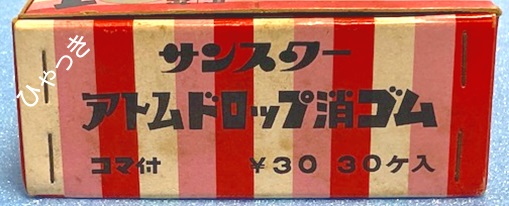 サンスター
アトムドロップ消ゴム
コマ付 ¥30 30ケ入
ひゃっき